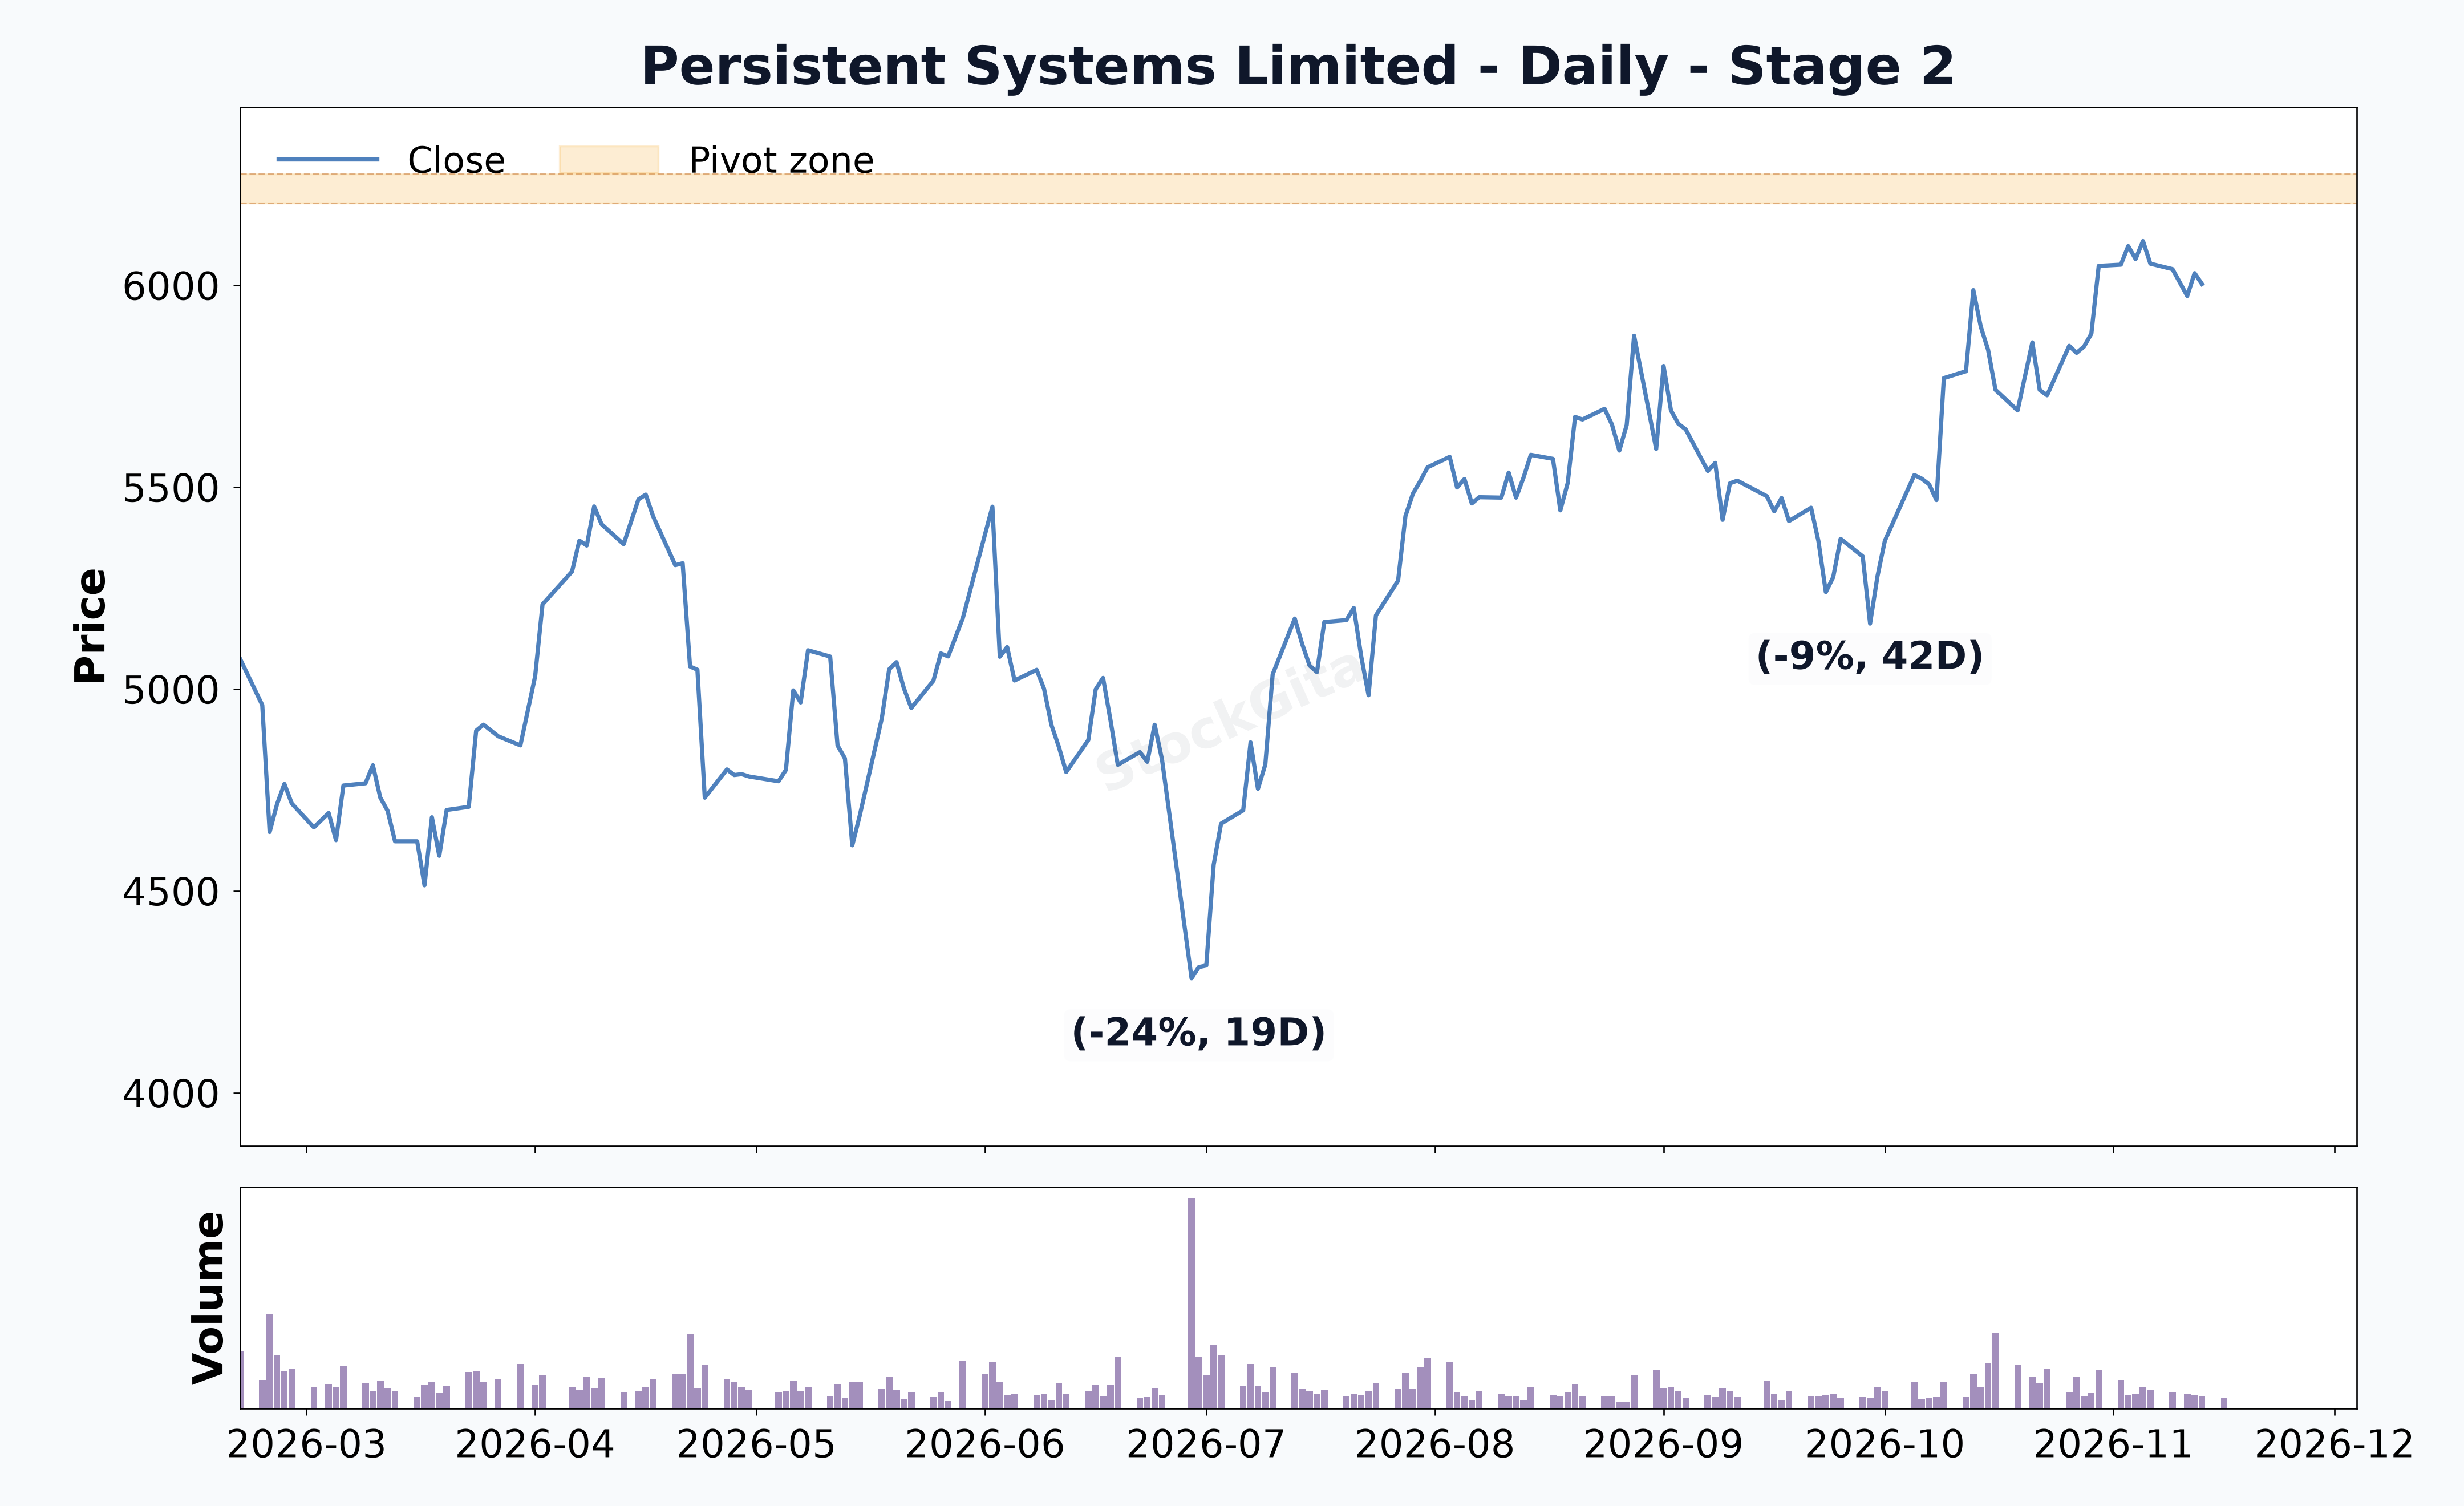 Persistent Systems Limited - Daily - Stage 2
Close
Pivot zone
Price
6000
5500
5000
4500
4000
StockGita
(-9%, 42D)
(-24%, 19D)
Volume
2026-03
2026-04
2026-05
2026-06
2026-07
2026-08
2026-09
2026-10
2026-11
2026-12